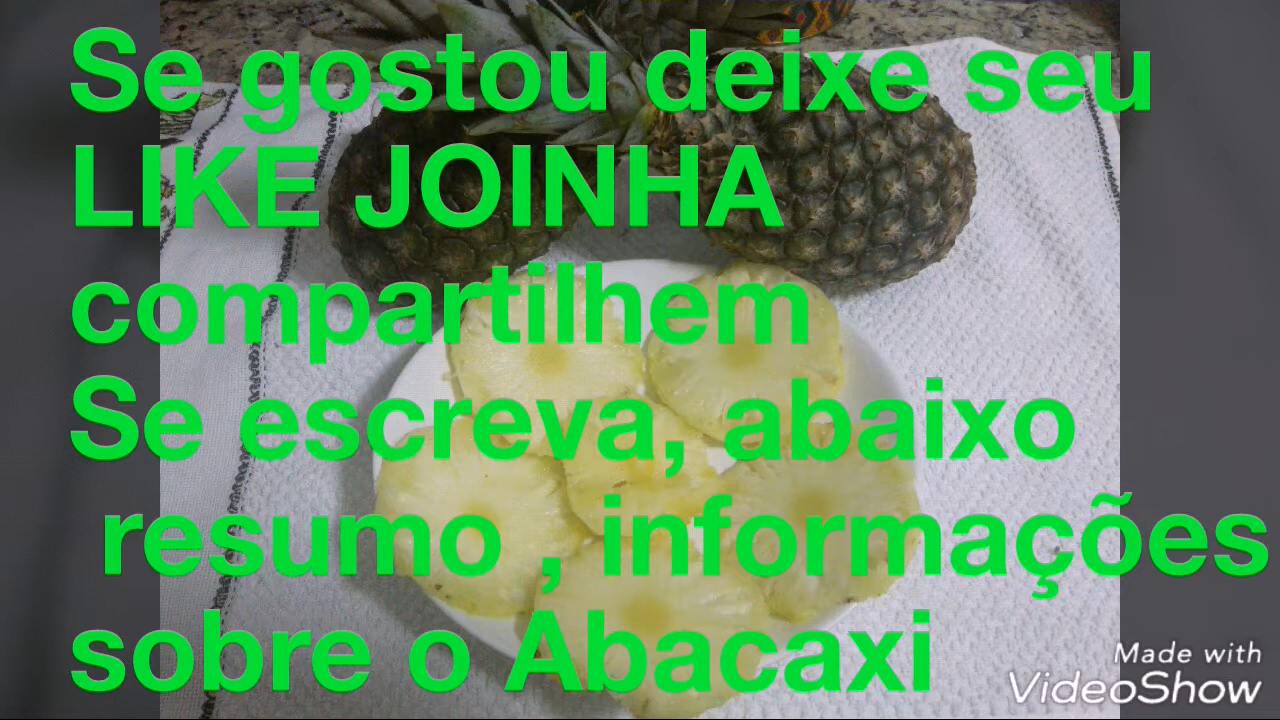 Se gostou deixe seu
LIKE JOINHA
compartilhem
Se escreva, abaixo
resumo , informações
sobre o Abacaxi
Made with
VideoShow